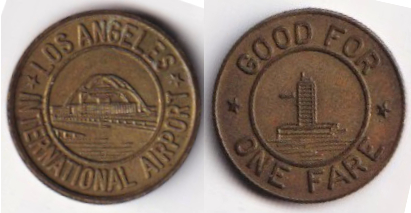 LOS ANGELES
INTERNATIONAL AIRPORT
GOOD FOR
ONE FARE